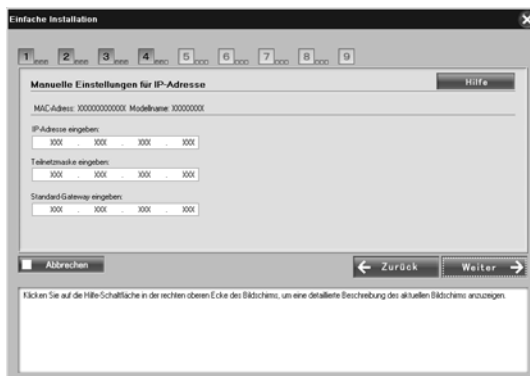 Einfache Installation
1 2 3 4 5 6 7 8 9
Manuelle Einstellungen für IP-Adresse
Hilfe
MAC-Adress: XXXXXXXXXXXX Modellname: XXXXXXXX
IP-Adresse eingeben:
XXX . XXX . XXX . XXX
Teilnetzmaske eingeben:
XXX . XXX . XXX . XXX
Standard-Gateway eingeben:
XXX . XXX . XXX . XXX
Abbrechen
Zurück
Weiter
Klicken Sie auf die Hilfe-Schaltfläche in der rechten oberen Ecke des Bildschims, um eine detaillierte Beschreibung des aktuellen Bildschims anzuzeigen.